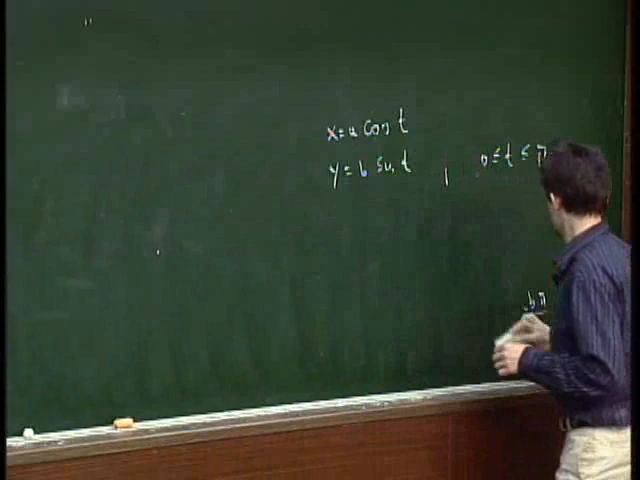 x = a cos t
y = b sin t , 0 ≤ t ≤ π
b π